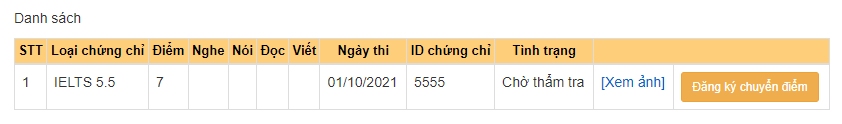 Danh sách
STT Loại chứng chỉ Điểm Nghe Nói Đọc Viết Ngày thi ID chứng chỉ Tình trạng
1 IELTS 5.5 7 01/10/2021 5555 Chờ thẩm tra [Xem ảnh] Đăng ký chuyển điểm